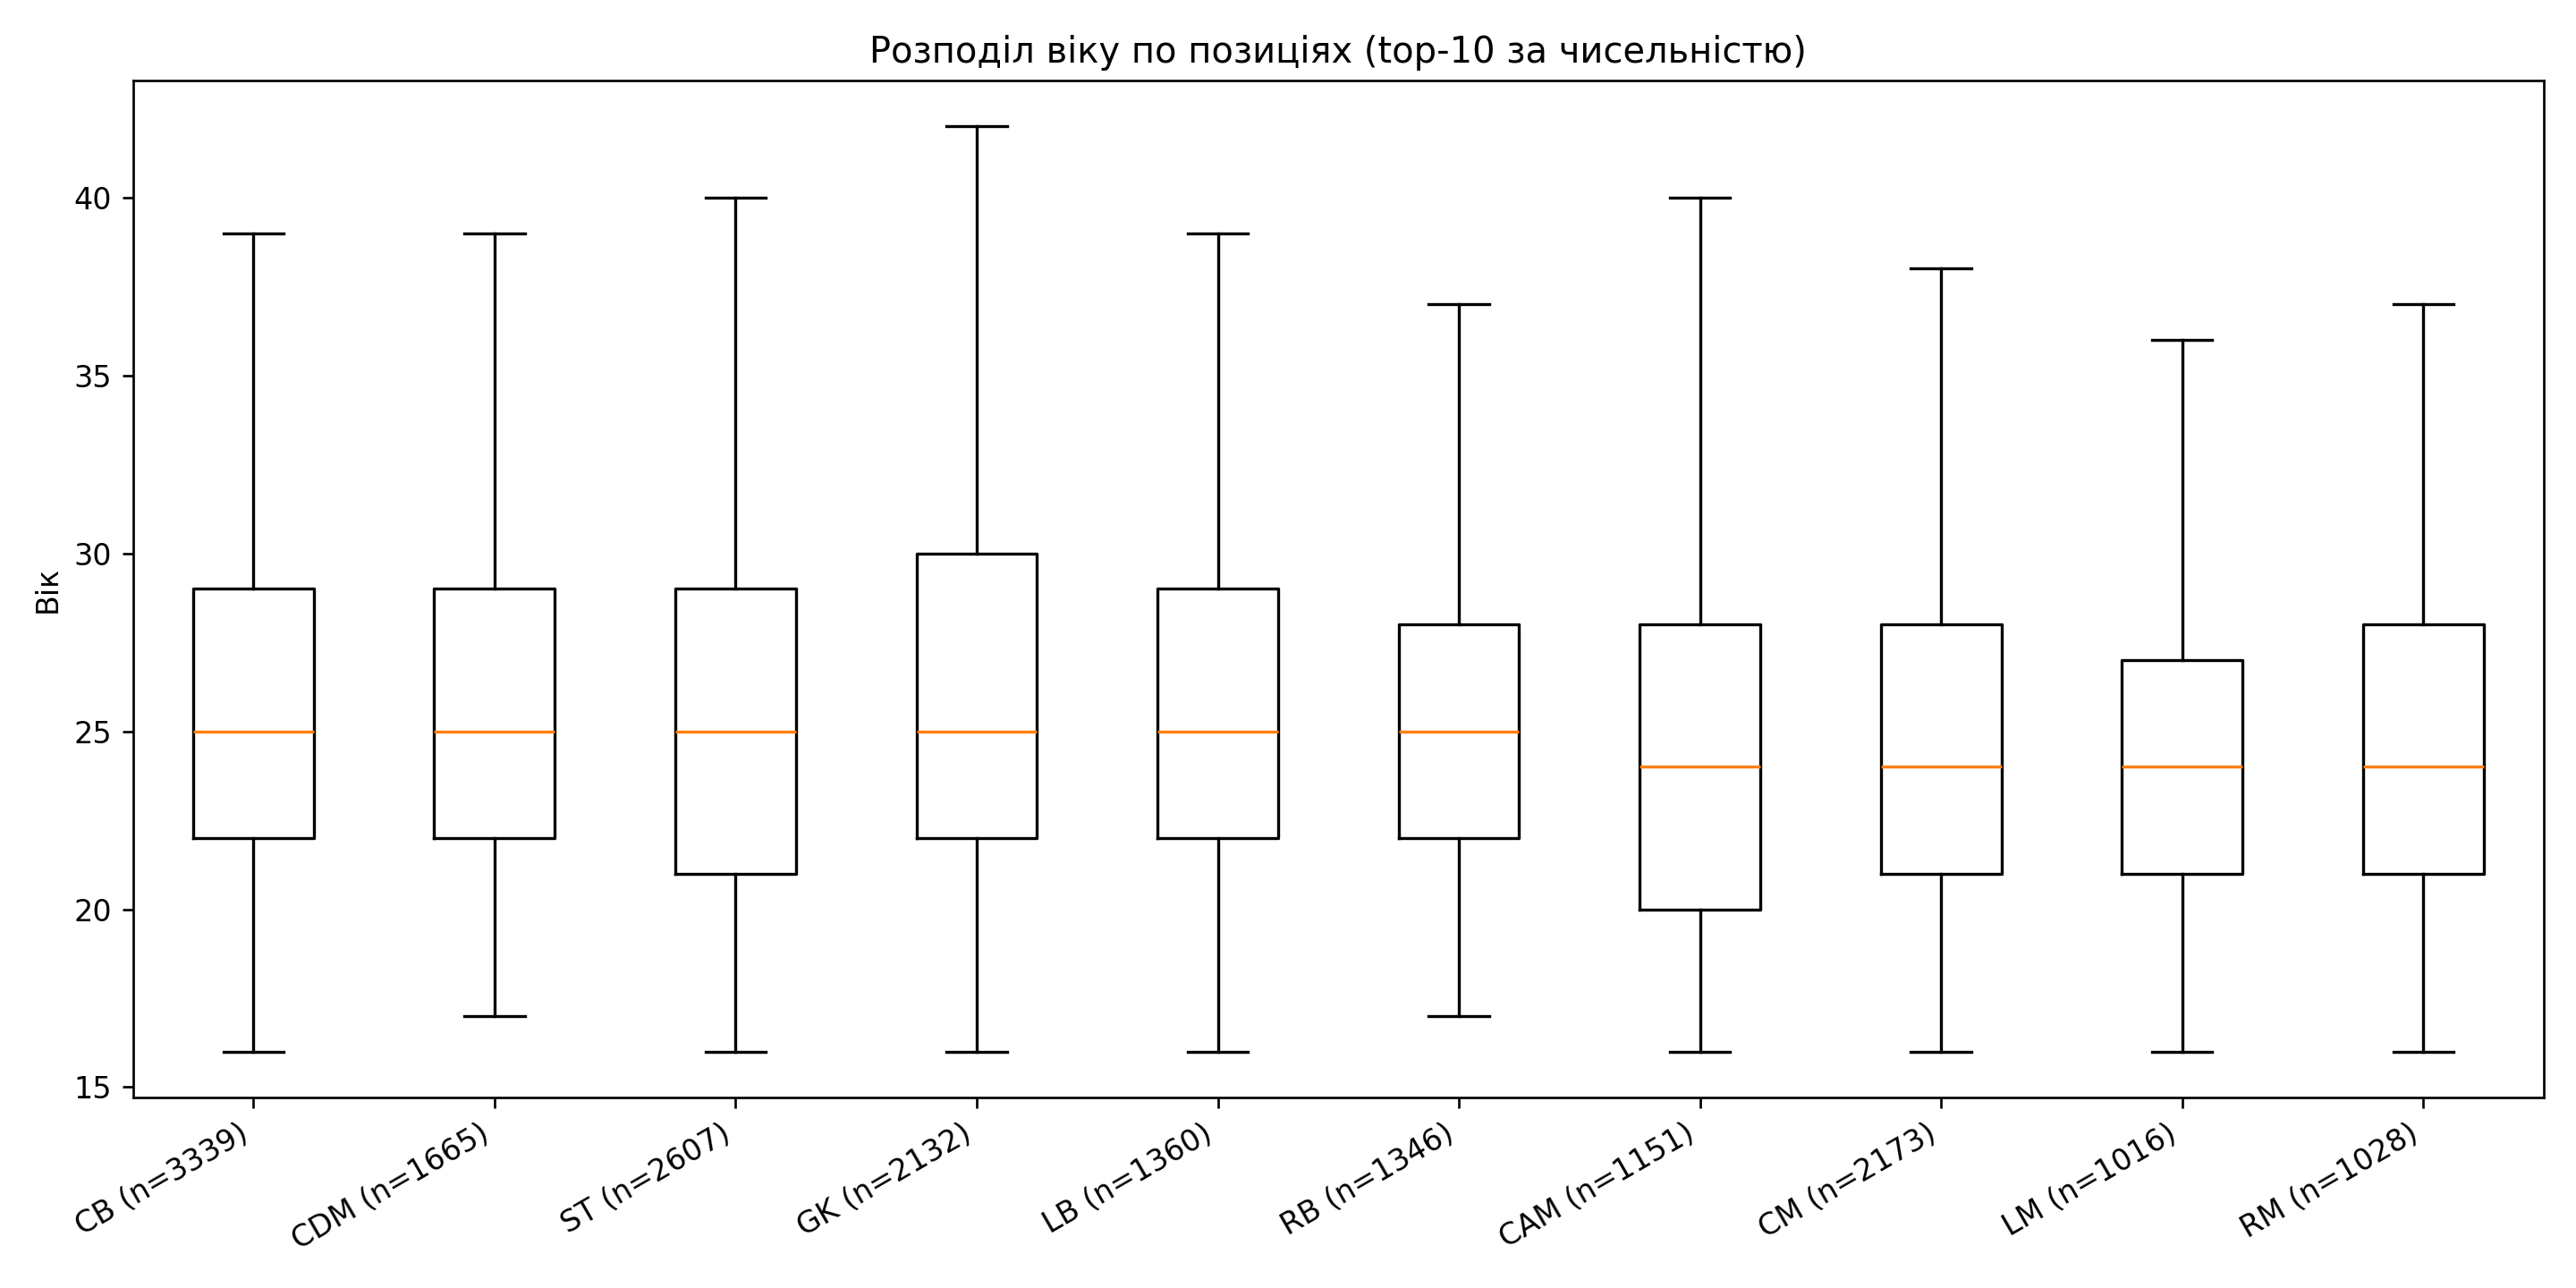 Розподіл віку по позиціях (top-10 за чисельністю)
Вік
40
35
30
25
20
15
CB (n=3339)
CDM (n=1665)
ST (n=2607)
GK (n=2132)
LB (n=1360)
RB (n=1346)
CAM (n=1151)
CM (n=2173)
LM (n=1016)
RM (n=1028)